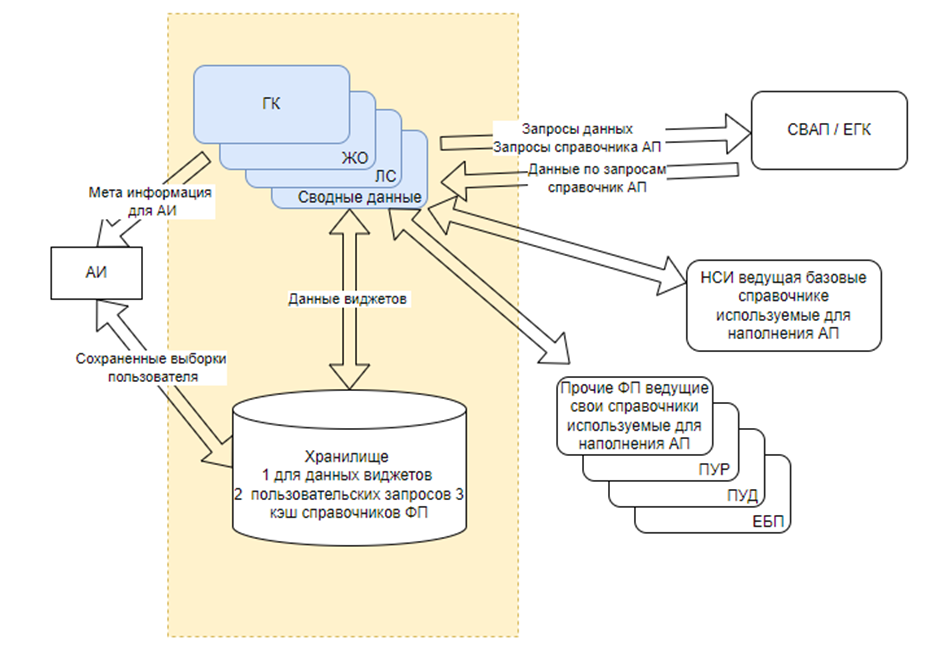 ГК
ЖО
ЛС
Сводные данные
Запросы данных
Запросы справочника АП
Данные по запросам
справочник АП
СВАП / ЕГК
Мета информация
для АИ
АИ
Данные виджетов
НСИ ведущая базовые
справочнике
используемые для
наполнения АП
Сохраненные выборки
пользователя
Прочие ФП ведущие
свои справочники
используемые для
наполнения АП
ПУР
ПУД
ЕБП
Хранилище
1 для данных виджетов
2 пользовательских запросов 3
кэш справочников ФП